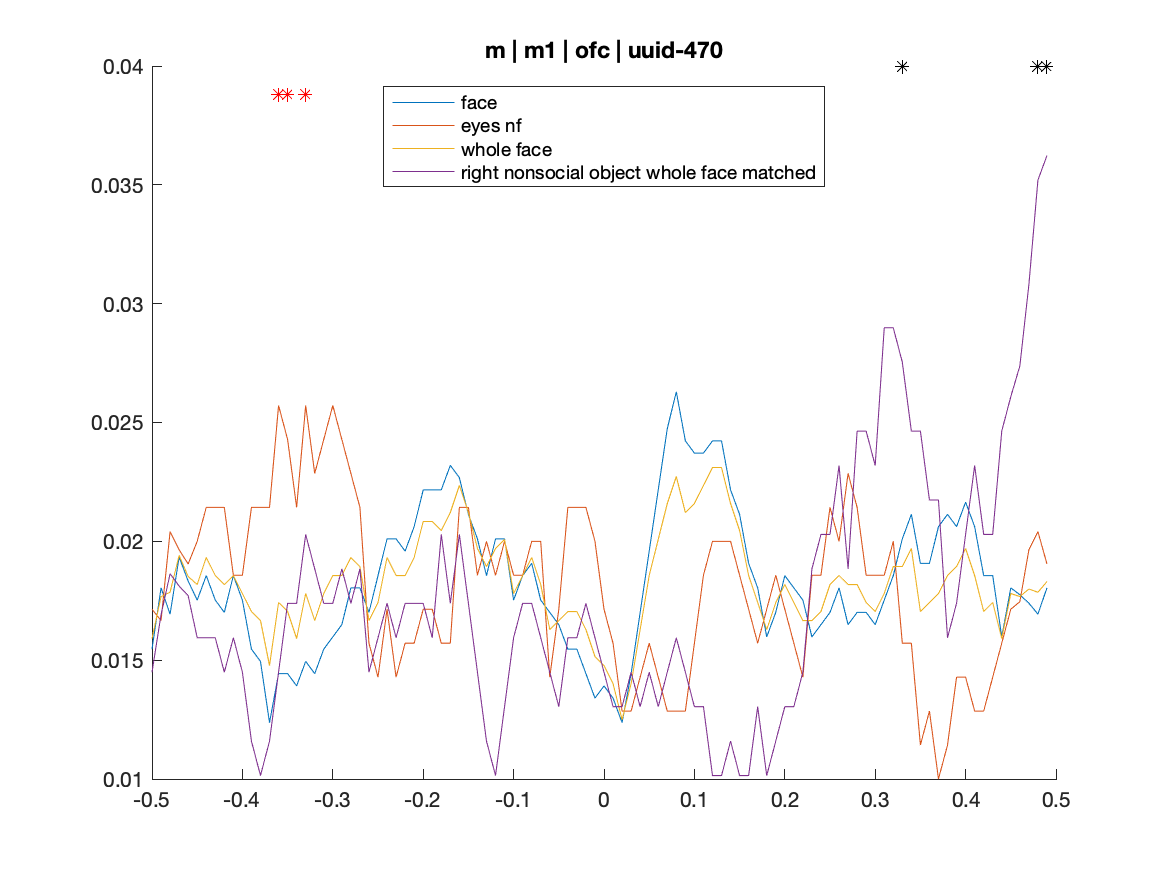 m | m1 | ofc | uuid-470
0.04
face
eyes nf
whole face
right nonsocial object whole face matched
0.035
0.03
0.025
0.02
0.015
0.01
-0.5 -0.4 -0.3 -0.2 -0.1 0 0.1 0.2 0.3 0.4 0.5